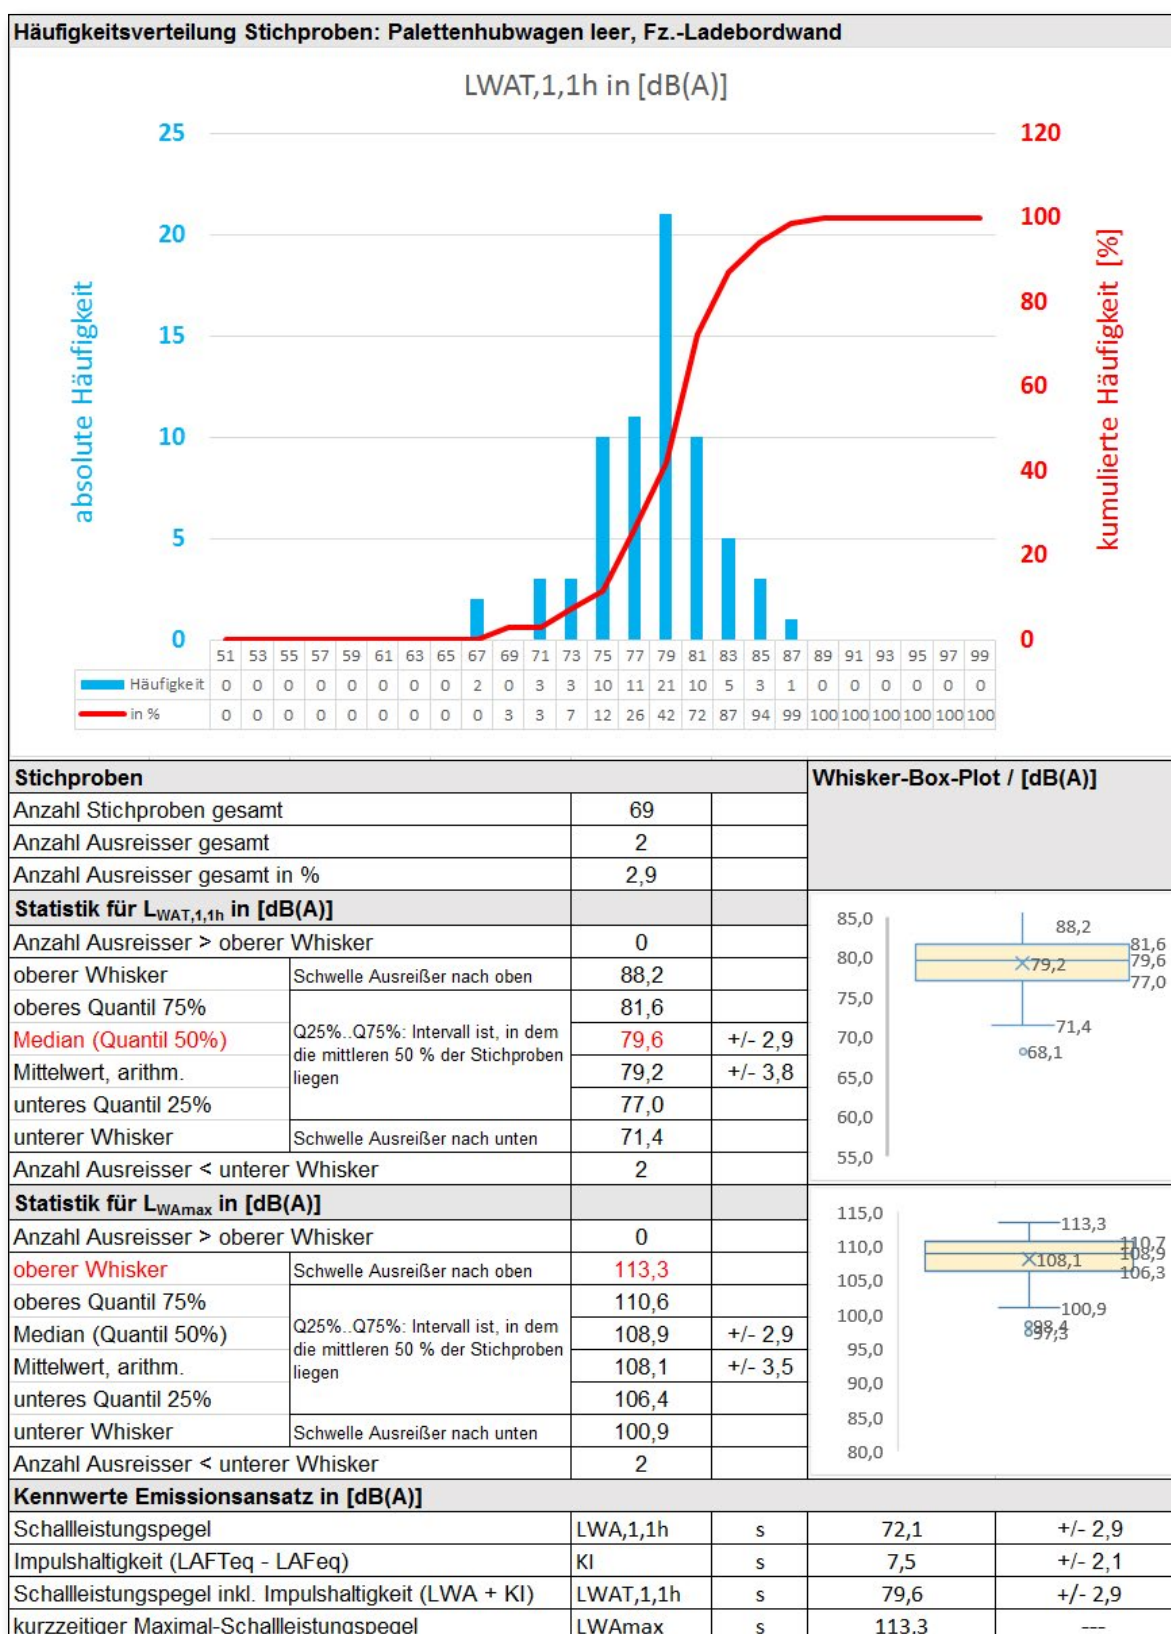 Häufigkeitsverteilung Stichproben: Palettenhubwagen leer, Fz.-Ladebordwand
LWAT,1,1h in [dB(A)]
25
20
15
10
5
0
absolute Häufigkeit
120
100
80
60
40
20
0
kumulierte Häufigkeit [%]
51 53 55 57 59 61 63 65 67 69 71 73 75 77 79 81 83 85 87 89 91 93 95 97 99
Häufigkeit 0 0 0 0 0 0 0 0 2 0 3 3 10 11 21 10 5 3 1 0 0 0 0 0 0
in % 0 0 0 0 0 0 0 0 0 3 3 7 12 26 42 72 87 94 99 100 100 100 100 100 100
Stichproben
Anzahl Stichproben gesamt 69
Anzahl Ausreisser gesamt 2
Anzahl Ausreisser gesamt in % 2,9
Statistik für LWAT,1,1h in [dB(A)]
Anzahl Ausreisser > oberer Whisker 0
oberer Whisker Schwelle Ausreißer nach oben 88,2
oberes Quantil 75% 81,6
Median (Quantil 50%) 79,6 +/- 2,9
Mittelwert, arithm. 79,2 +/- 3,8
unteres Quantil 25% 77,0
Q25%..Q75%: Intervall ist, in dem
die mittleren 50 % der Stichproben
liegen
unterer Whisker Schwelle Ausreißer nach unten 71,4
Anzahl Ausreisser < unterer Whisker 2
Whisker-Box-Plot / [dB(A)]
85,0
80,0
75,0
70,0
65,0
60,0
55,0
88,2
81,6
79,6
79,2
77,0
71,4
68,1
Statistik für LWAmax in [dB(A)]
Anzahl Ausreisser > oberer Whisker 0
oberer Whisker Schwelle Ausreißer nach oben 113,3
oberes Quantil 75% 110,6
Median (Quantil 50%) 108,9 +/- 2,9
Mittelwert, arithm. 108,1 +/- 3,5
unteres Quantil 25% 106,4
Q25%..Q75%: Intervall ist, in dem
die mittleren 50 % der Stichproben
liegen
unterer Whisker Schwelle Ausreißer nach unten 100,9
Anzahl Ausreisser < unterer Whisker 2
115,0
110,0
105,0
100,0
95,0
90,0
85,0
80,0
113,3
110,7
108,9
108,1
106,3
100,9
98,4
97,3
Kennwerte Emissionsansatz in [dB(A)]
Schallleistungspegel LWA,1,1h s 72,1 +/- 2,9
Impulshaltigkeit (LAFTeq - LAFeq) KI s 7,5 +/- 2,1
Schallleistungspegel inkl. Impulshaltigkeit (LWA + KI) LWAT,1,1h s 79,6 +/- 2,9
kurzzeitiger Maximal-Schallleistungspegel LWAmax s 113,3 ---